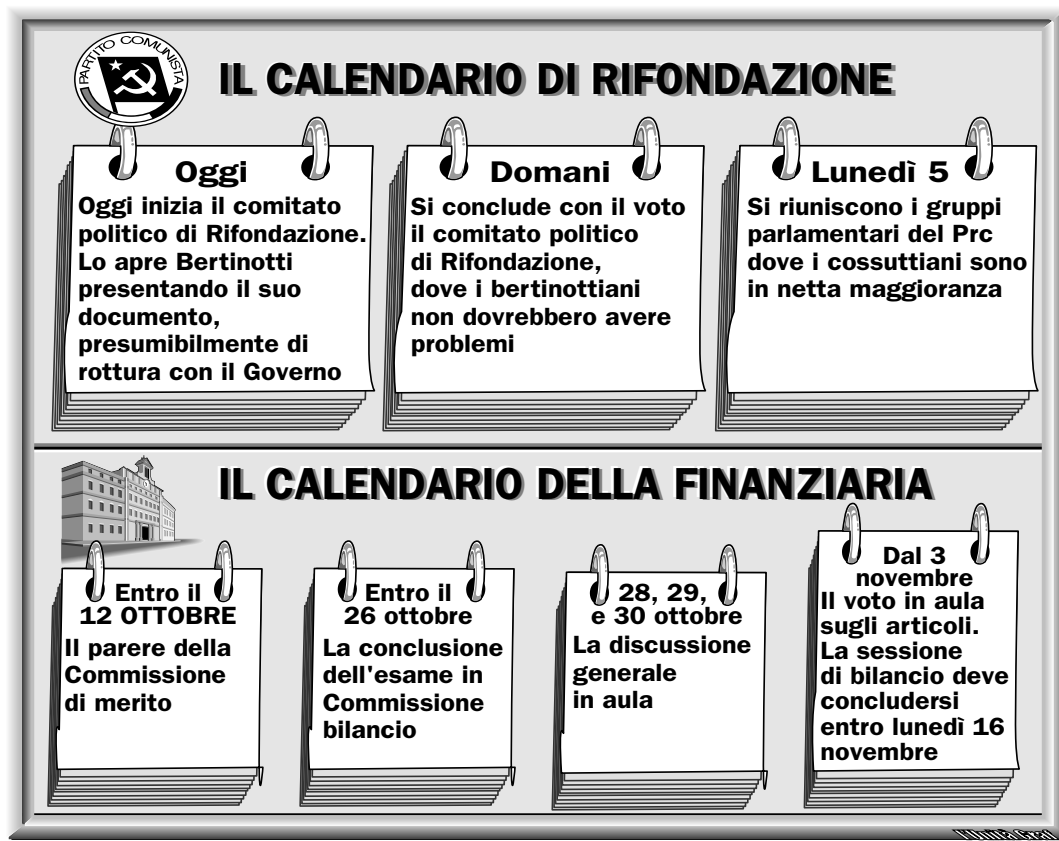 PARTITO COMUNISTA
IL CALENDARIO DI RIFONDAZIONE
Oggi
Oggi inizia il comitato
politico di Rifondazione.
Lo apre Bertinotti
presentando il suo
documento,
presumibilmente di
rottura con il Governo
Domani
Si conclude con il voto
il comitato politico
di Rifondazione,
dove i bertinottiani
non dovrebbero avere
problemi
Lunedì 5
Si riuniscono i gruppi
parlamentari del Prc
dove i cossuttiani sono
in netta maggioranza
IL CALENDARIO DELLA FINANZIARIA
Entro il
12 OTTOBRE
Il parere della
Commissione
di merito
Entro il
26 ottobre
La conclusione
dell'esame in
Commissione
bilancio
28, 29,
e 30 ottobre
La discussione
generale
in aula
Dal 3
novembre
Il voto in aula
sugli articoli.
La sessione
di bilancio deve
concludersi
entro lunedì 16
novembre